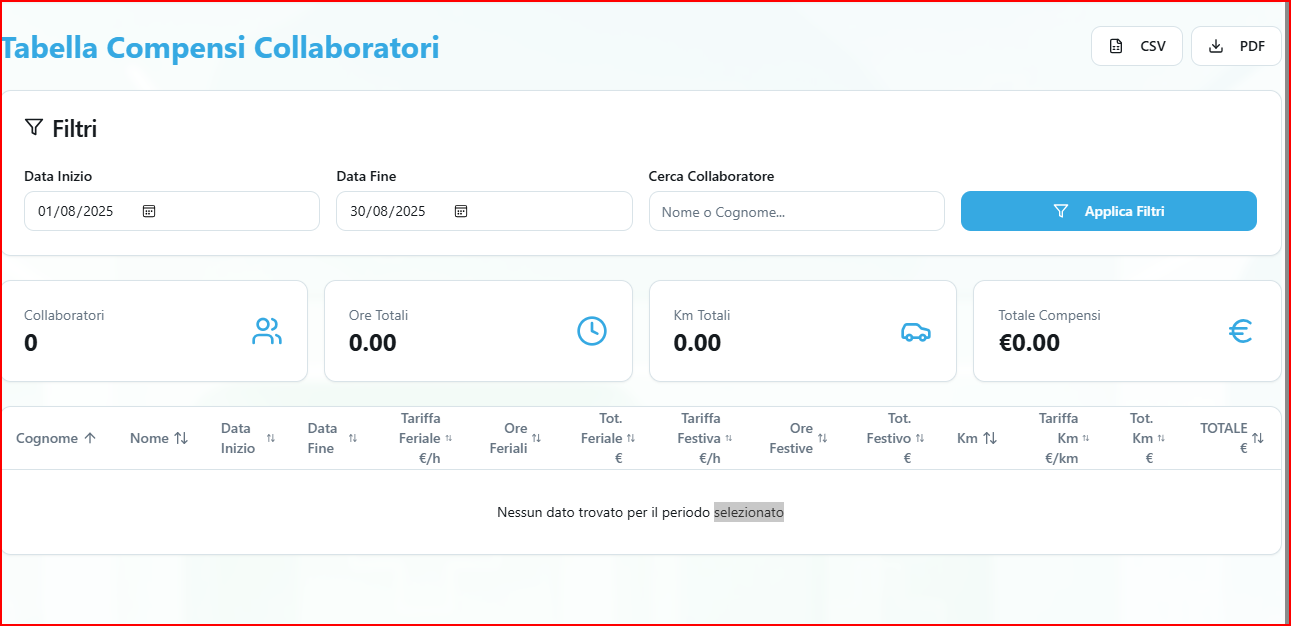 Tabella Compensi Collaboratori
CSV
PDF
Filtri
Data Inizio
Data Fine
Cerca Collaboratore
01/08/2025
30/08/2025
Nome o Cognome...
Applica Filtri
Collaboratori
0
Ore Totali
0.00
Km Totali
0.00
Totale Compensi
€0.00
Cognome
Nome
Data
Inizio
Data
Fine
Tariffa
Feriale
€/h
Ore
Feriali
Tot.
Feriale
€
Tariffa
Festiva
€/h
Ore
Festive
Tot.
Festivo
€
Km
Tariffa
Km
€/km
Tot.
Km
€
TOTALE
€
Nessun dato trovato per il periodo selezionato